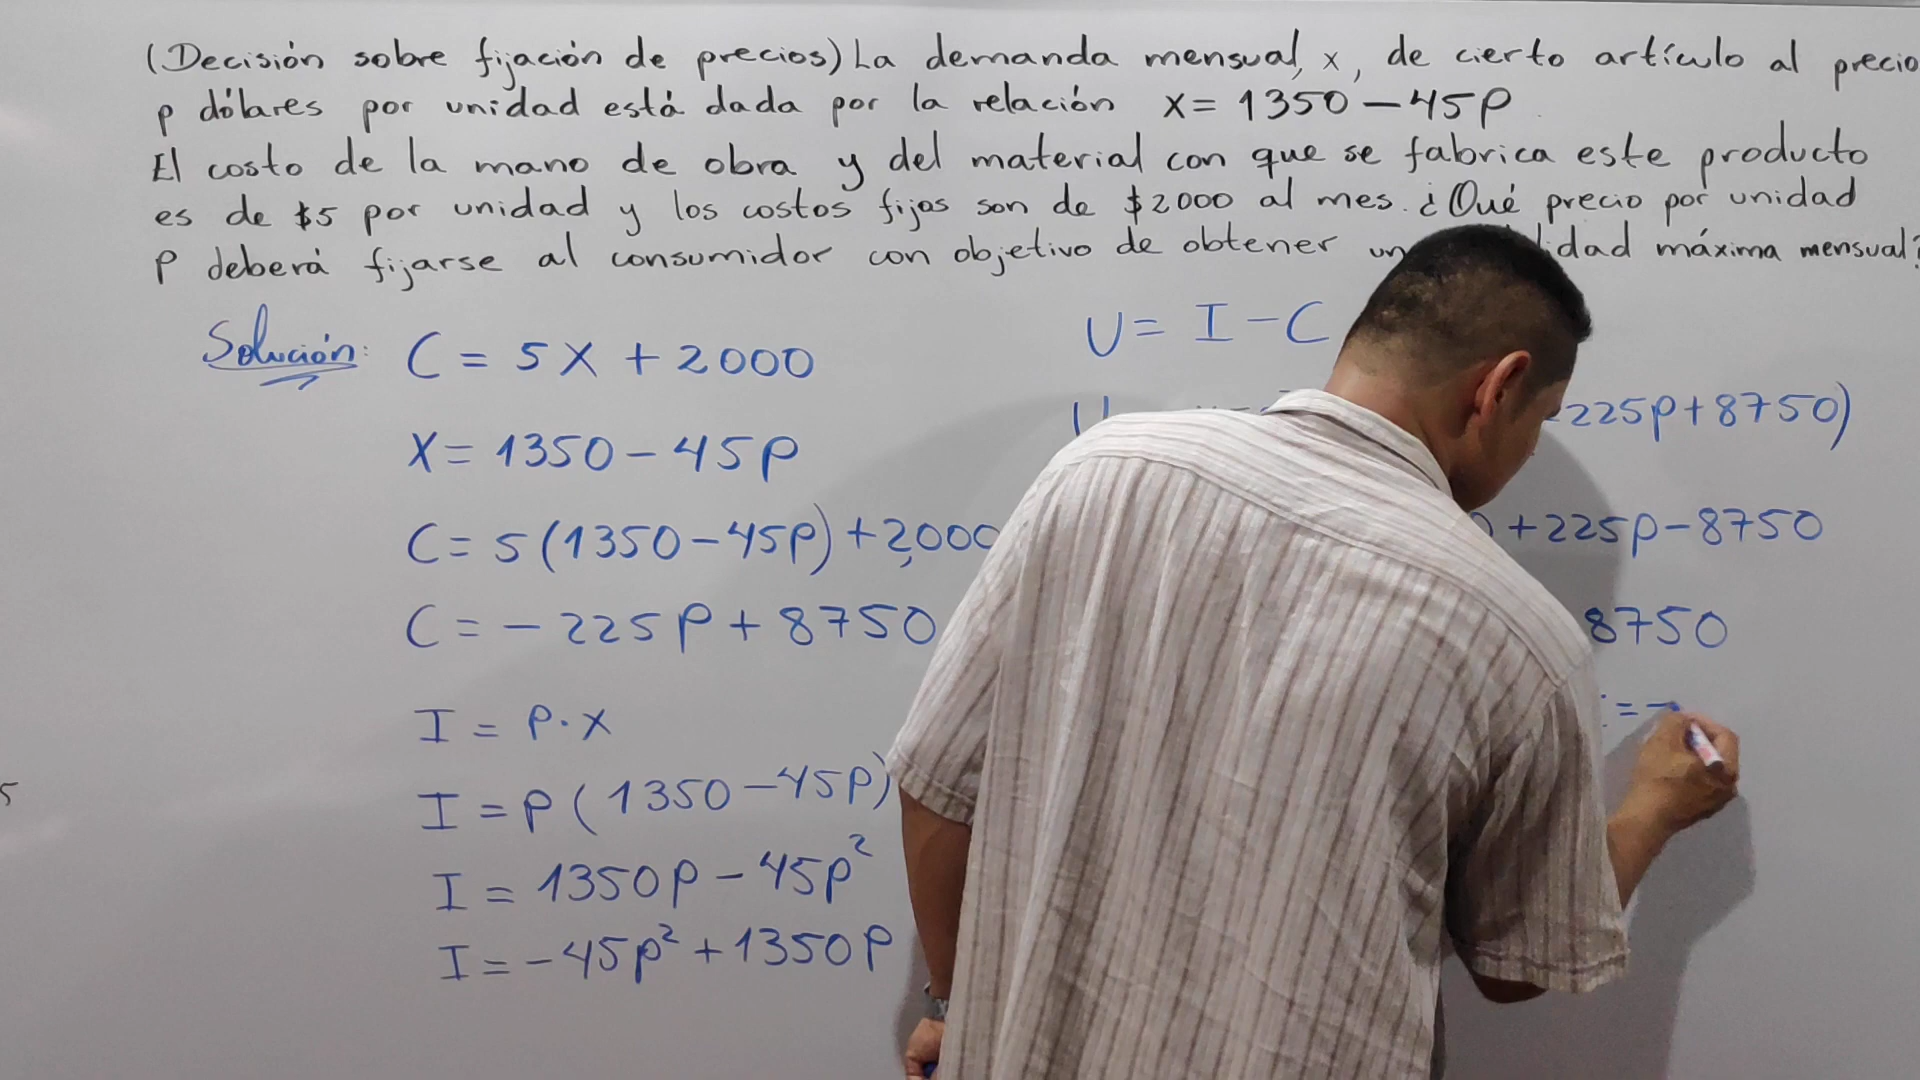 (Decisión sobre fijación de precios) La demanda mensual, x, de cierto artículo al precio
p dólares por unidad está dada por la relación x = 1350 - 45p
El costo de la mano de obra y del material con que se fabrica este producto
es de $5 por unidad y los costos fijos son de $2000 al mes. ¿Qué precio por unidad
P deberá fijarse al consumidor con objetivo de obtener máxima mensual?
Solución: C = 5x + 2000
x = 1350 - 45p
C = 5(1350 - 45p) + 2,000
C = - 225p + 8750
I = p·x
I = p(1350 - 45p)
I = 1350p - 45p²
I = -45p² + 1350p
U = I - C
225p + 8750)
+ 225p - 8750
8750
= -
5